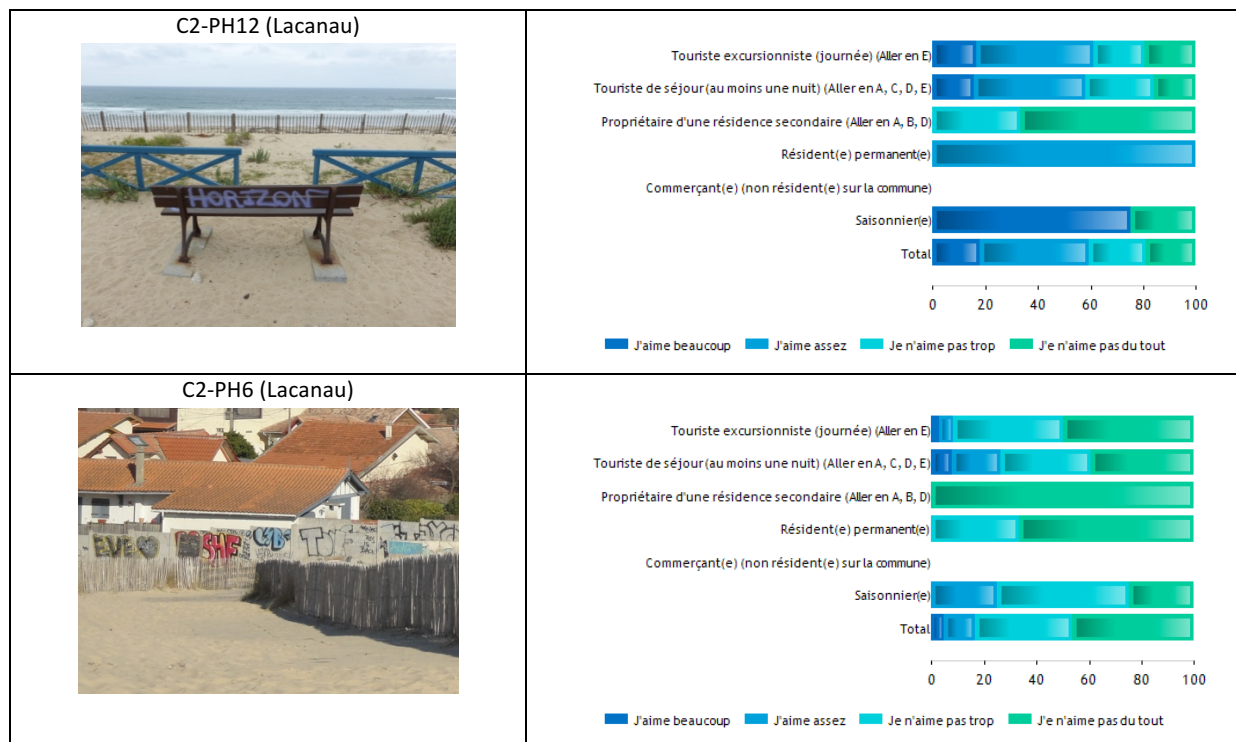 C2-PH12 (Lacanau)
HORIZON
Touriste excursionniste (journée) (Aller en E)
Touriste de séjour (au moins une nuit) (Aller en A, C, D, E)
Propriétaire d'une résidence secondaire (Aller en A, B, D)
Résident(e) permanent(e)
Commerçant(e) (non résident(e) sur la commune)
Saisonnier(e)
Total
0 20 40 60 80 100
J'aime beaucoup J'aime assez Je n'aime pas trop J'e n'aime pas du tout
C2-PH6 (Lacanau)
EVE
SHE
Touriste excursionniste (journée) (Aller en E)
Touriste de séjour (au moins une nuit) (Aller en A, C, D, E)
Propriétaire d'une résidence secondaire (Aller en A, B, D)
Résident(e) permanent(e)
Commerçant(e) (non résident(e) sur la commune)
Saisonnier(e)
Total
0 20 40 60 80 100
J'aime beaucoup J'aime assez Je n'aime pas trop J'e n'aime pas du tout